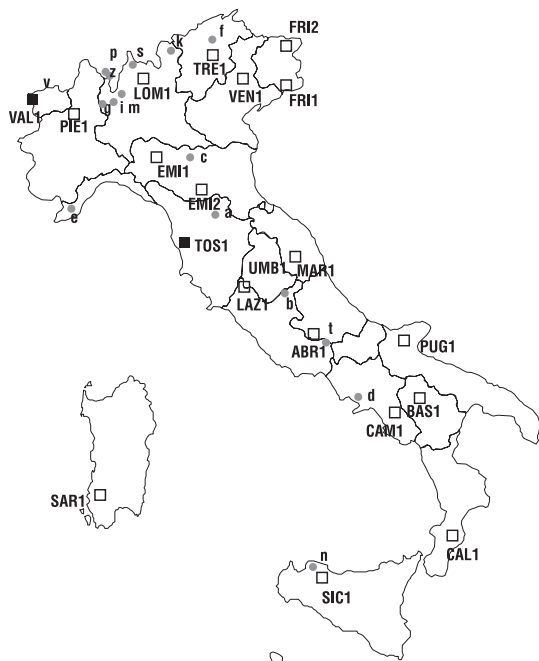 f
FRI2
k
s
p
z
TRE1
LOM1
VEN1
v
FRI1
g i m
VAL1
PIE1
c
EMI1
EMI2
e
a
TOS1
UMB1
MAR1
LAZ1
b
t
ABR1
PUG1
d
BAS1
CAM1
SAR1
CAL1
n
SIC1